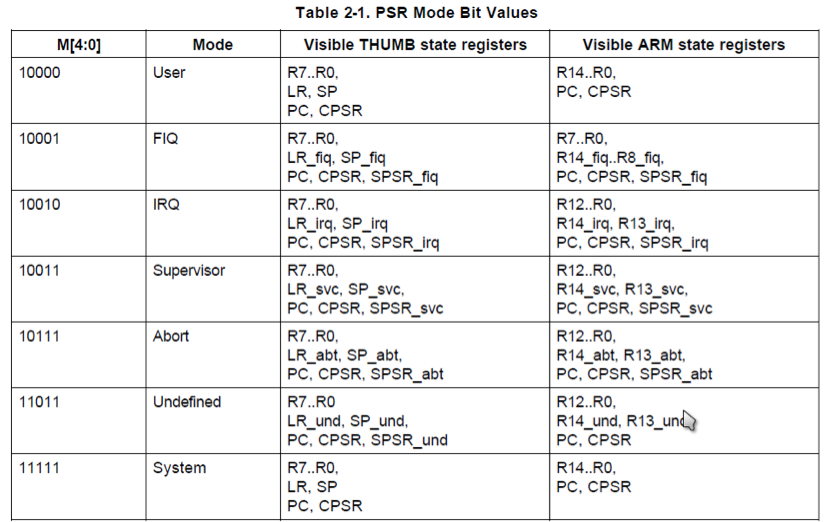 Table 2-1. PSR Mode Bit Values
M[4:0] Mode Visible THUMB state registers Visible ARM state registers
10000 User R7..R0, R14..R0,
LR, SP PC, CPSR
PC, CPSR
10001 FIQ R7..R0, R7..R0,
LR_fiq, SP_fiq R14_fiq..R8_fiq,
PC, CPSR, SPSR_fiq PC, CPSR, SPSR_fiq
10010 IRQ R7..R0, R12..R0,
LR_irq, SP_irq R14_irq, R13_irq,
PC, CPSR, SPSR_irq PC, CPSR, SPSR_irq
10011 Supervisor R7..R0, R12..R0,
LR_svc, SP_svc, R14_svc, R13_svc,
PC, CPSR, SPSR_svc PC, CPSR, SPSR_svc
10111 Abort R7..R0, R12..R0,
LR_abt, SP_abt, R14_abt, R13_abt,
PC, CPSR, SPSR_abt PC, CPSR, SPSR_abt
11011 Undefined R7..R0 R12..R0,
LR_und, SP_und, R14_und, R13_und
PC, CPSR, SPSR_und PC, CPSR
11111 System R7..R0, R14..R0,
LR, SP PC, CPSR
PC, CPSR